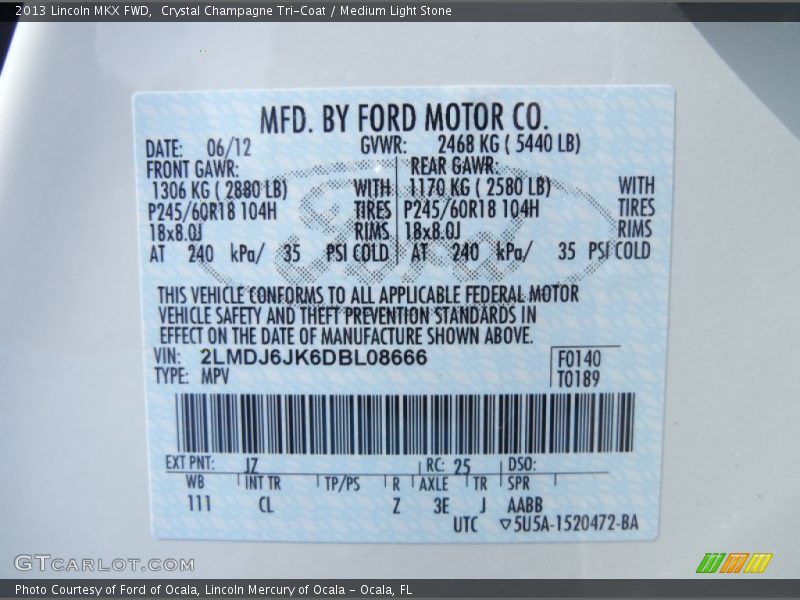 2013 Lincoln MKX FWD, Crystal Champagne Tri-Coat / Medium Light Stone
MFD. BY FORD MOTOR CO.
DATE: 06/12 GVWR: 2468 KG ( 5440 LB)
FRONT GAWR: REAR GAWR:
1306 KG ( 2880 LB) WITH 1170 KG ( 2580 LB) WITH
P245/60R18 104H TIRES P245/60R18 104H TIRES
18x8.0J RIMS 18x8.0J RIMS
AT 240 kPa/ 35 PSI COLD AT 240 kPa/ 35 PSI COLD
THIS VEHICLE CONFORMS TO ALL APPLICABLE FEDERAL MOTOR
VEHICLE SAFETY AND THEFT PREVENTION STANDARDS IN
EFFECT ON THE DATE OF MANUFACTURE SHOWN ABOVE.
VIN: 2LMDJ6JK6DBL08666 F0140
TYPE: MPV T0189
EXT PNT: JZ RC: 25 DSO:
WB INT TR TP/PS R AXLE TR SPR
111 CL Z 3E J AABB
UTC ▽5U5A-1520472-BA
GTCARLOT.COM
Photo Courtesy of Ford of Ocala, Lincoln Mercury of Ocala - Ocala, FL